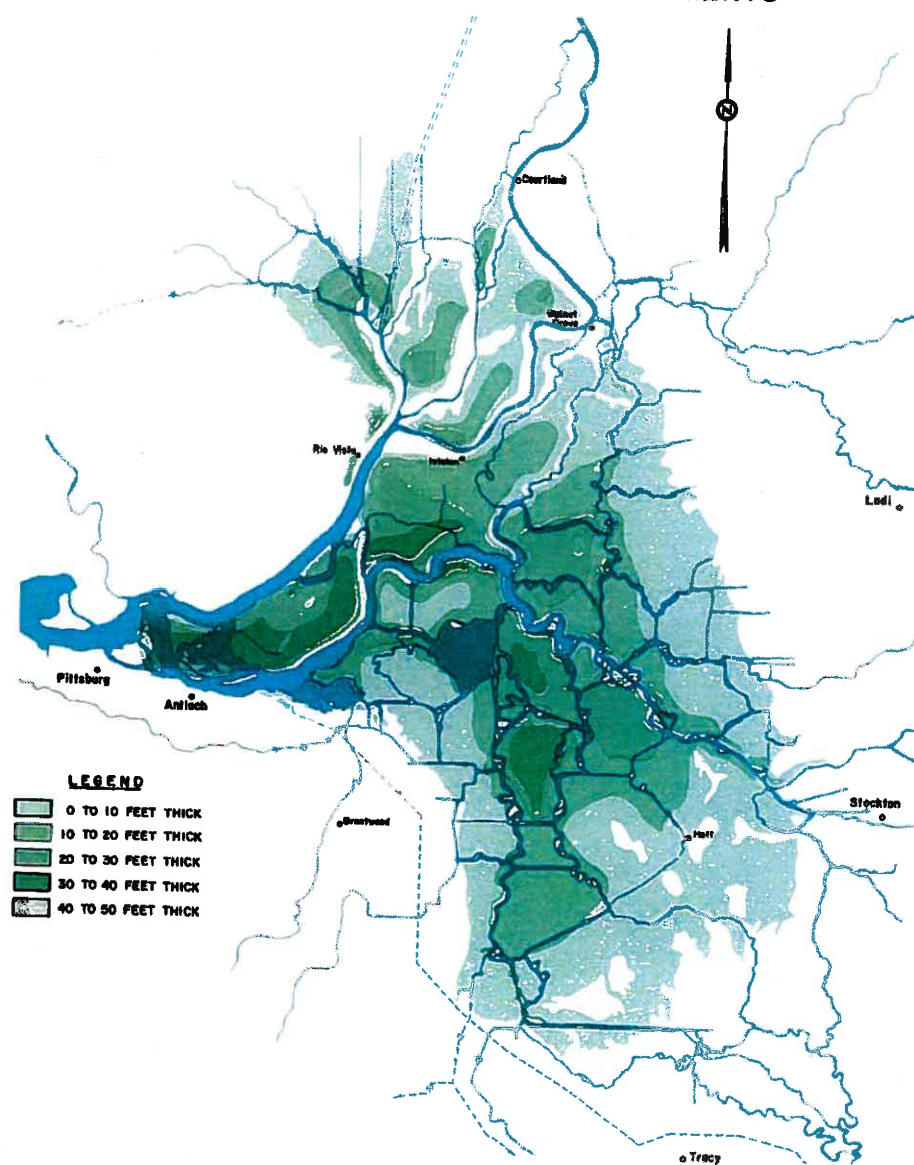 N
Courtland
Walnut
Grove
Rio Vista
Isleton
Lodi
Pittsburg
Antioch
LEGEND
0 TO 10 FEET THICK
10 TO 20 FEET THICK
20 TO 30 FEET THICK
30 TO 40 FEET THICK
40 TO 50 FEET THICK
Brentwood
Stockton
Holt
Tracy